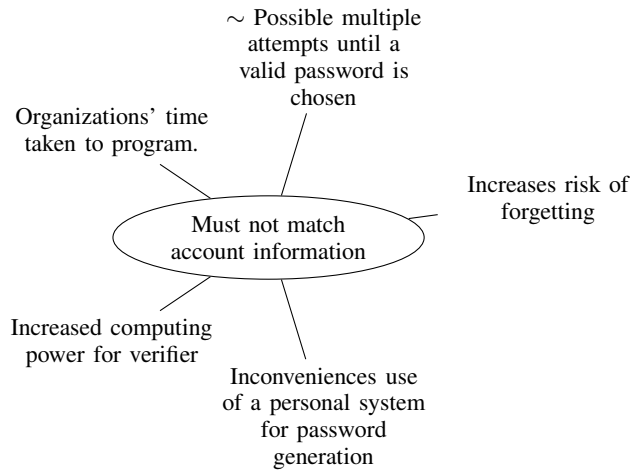 ∼ Possible multiple
attempts until a
valid password is
chosen
Organizations' time
taken to program.
Increases risk of
forgetting
Must not match
account information
Increased computing
power for verifier
Inconveniences use
of a personal system
for password
generation